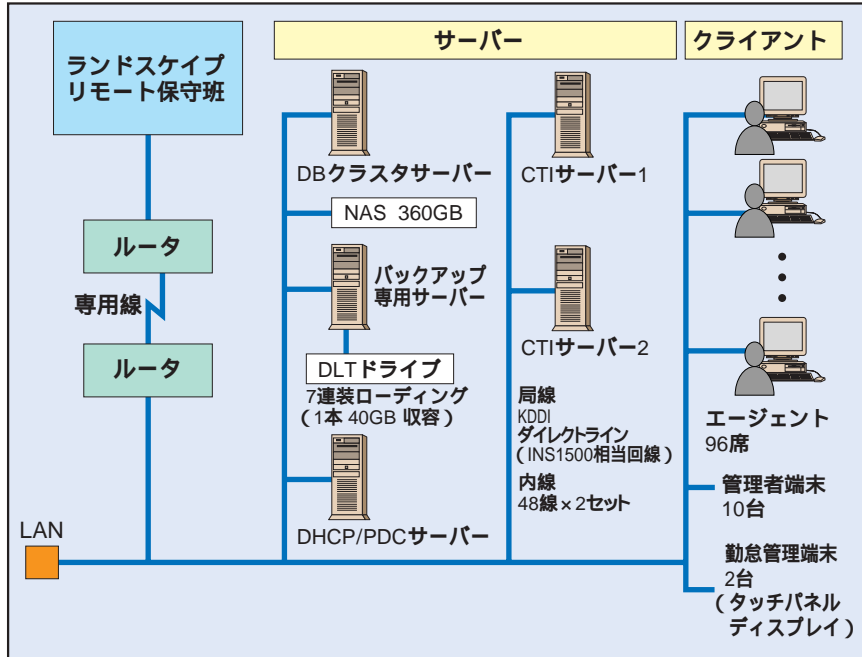 ランドスケイプ
リモート保守班
ルータ
専用線
ルータ
LAN
サーバー
DBクラスタサーバー
NAS 360GB
バックアップ
専用サーバー
DLTドライブ
7連装ローディング
(1本 40GB 収容)
DHCP/PDCサーバー
CTIサーバー1
CTIサーバー2
局線
KDDI
ダイレクトライン
(INS1500相当回線)
内線
48線×2セット
クライアント
エージェント
96席
管理者端末
10台
勤怠管理端末
2台
(タッチパネル
ディスプレイ)